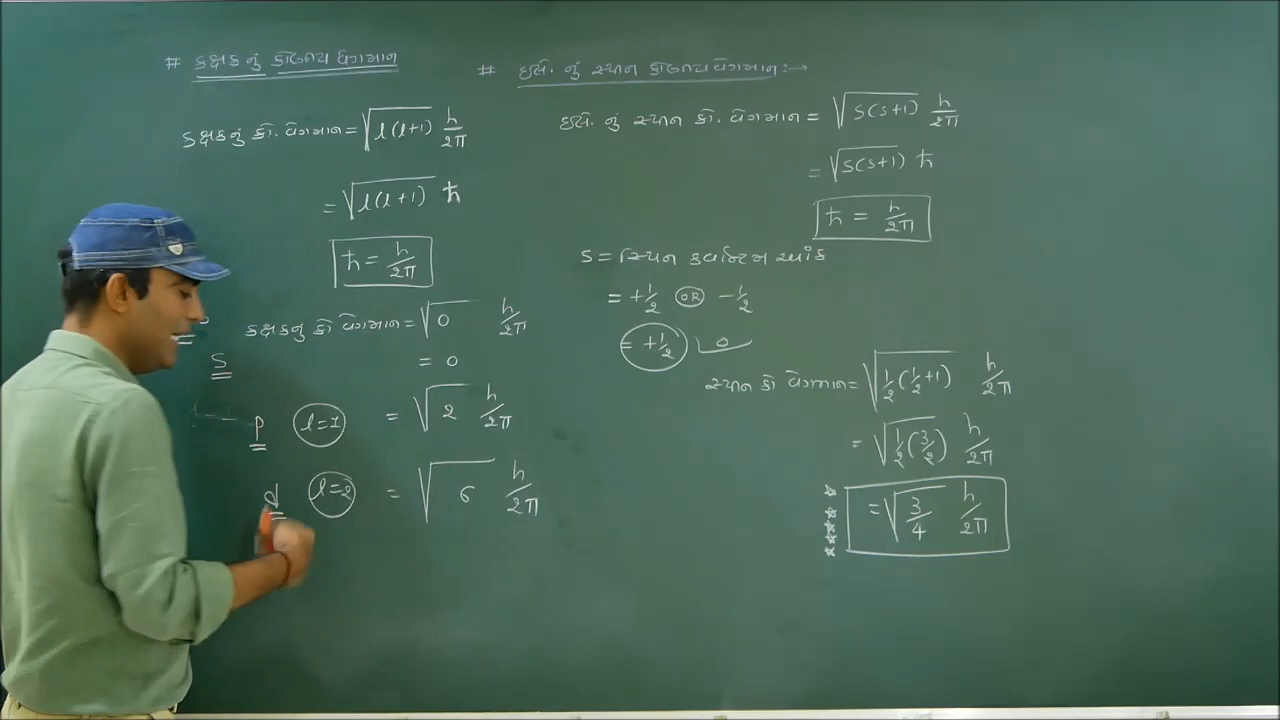 # કક્ષકનું કોણીય વેગમાન
કક્ષકનું કો. વેગમાન = √l(l+1) h/2π
= √l(l+1) ħ
ħ = h/2π
કક્ષકનું કો વેગમાન = √0 h/2π
S = 0
p l=1 = √2 h/2π
d l=2 = √6 h/2π
# ઇલે. નું સ્પીન કોણીય વેગમાન :→
ઇલે. નું સ્પીન કો. વેગમાન = √s(s+1) h/2π
= √s(s+1) ħ
ħ = h/2π
s = સ્પિન ક્વોન્ટમ આંક
= +1/2 OR -1/2
= +1/2
સ્પીન કો વેગમાન = √1/2(1/2+1) h/2π
= √1/2(3/2) h/2π
= √3/4 h/2π